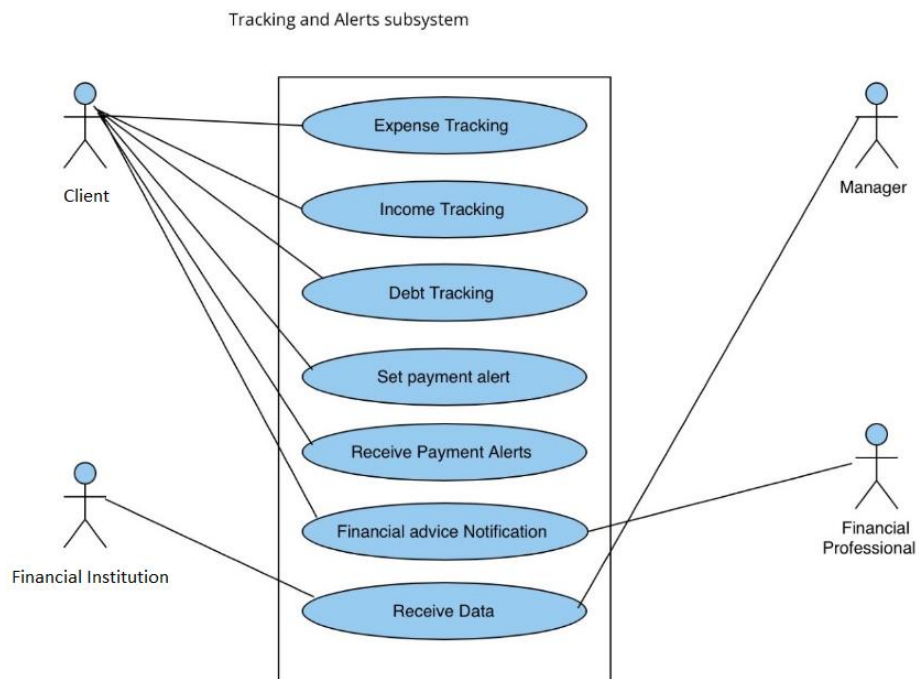 Tracking and Alerts subsystem
Expense Tracking
Client
Income Tracking
Manager
Debt Tracking
Set payment alert
Receive Payment Alerts
Financial advice Notification
Financial
Professional
Financial Institution
Receive Data